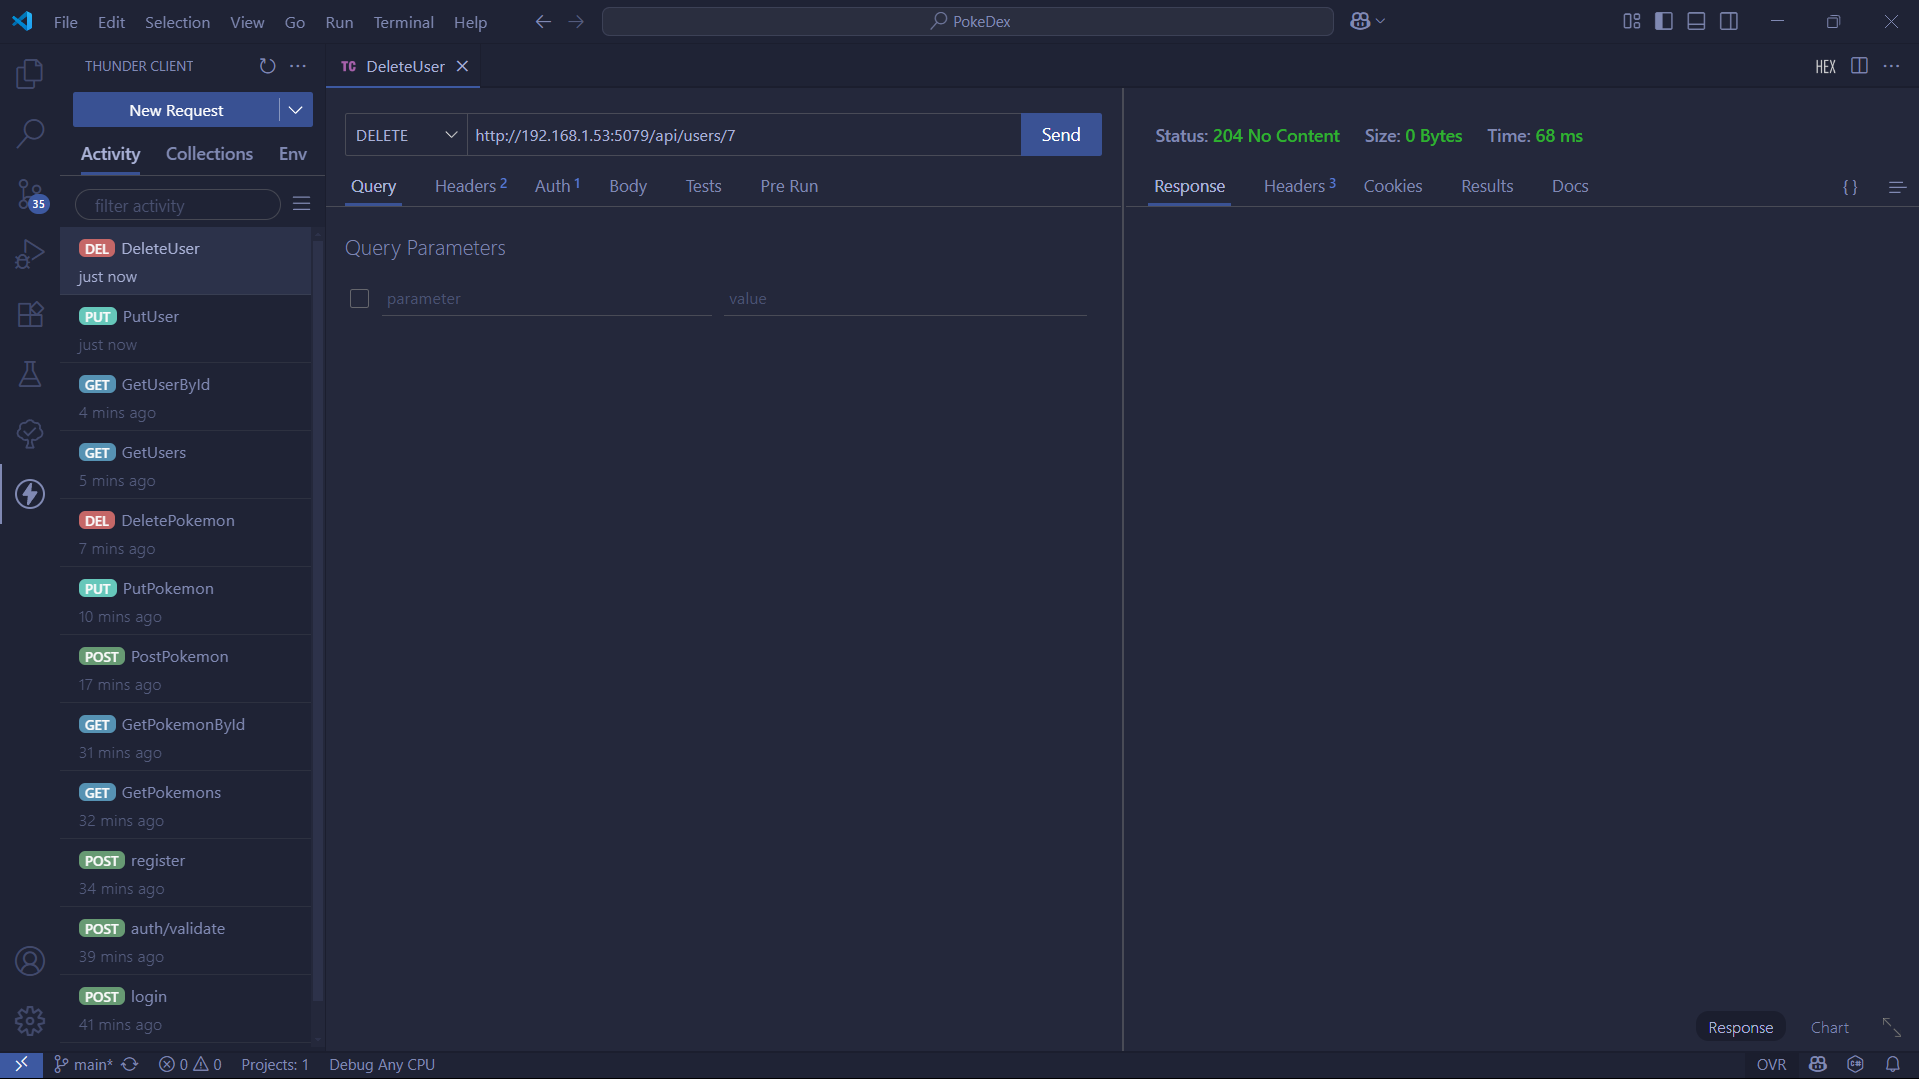 File Edit Selection View Go Run Terminal Help PokeDex
THUNDER CLIENT
TC DeleteUser
HEX
New Request
Activity Collections Env
filter activity
DEL DeleteUser
just now
PUT PutUser
just now
GET GetUserById
4 mins ago
GET GetUsers
5 mins ago
DEL DeletePokemon
7 mins ago
PUT PutPokemon
10 mins ago
POST PostPokemon
17 mins ago
GET GetPokemonById
31 mins ago
GET GetPokemons
32 mins ago
POST register
34 mins ago
POST auth/validate
39 mins ago
POST login
41 mins ago
35
DELETE http://192.168.1.53:5079/api/users/7 Send
Query Headers 2 Auth 1 Body Tests Pre Run
Query Parameters
parameter value
Status: 204 No Content Size: 0 Bytes Time: 68 ms
Response Headers 3 Cookies Results Docs { }
Response Chart
main* 0 0 Projects: 1 Debug Any CPU OVR